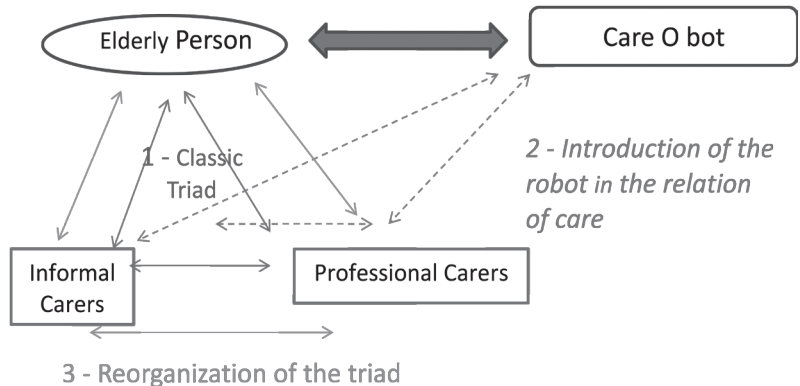 Elderly Person
Care O bot
1 - Classic
Triad
2 - Introduction of the
robot in the relation
of care
Informal
Carers
Professional Carers
3 - Reorganization of the triad